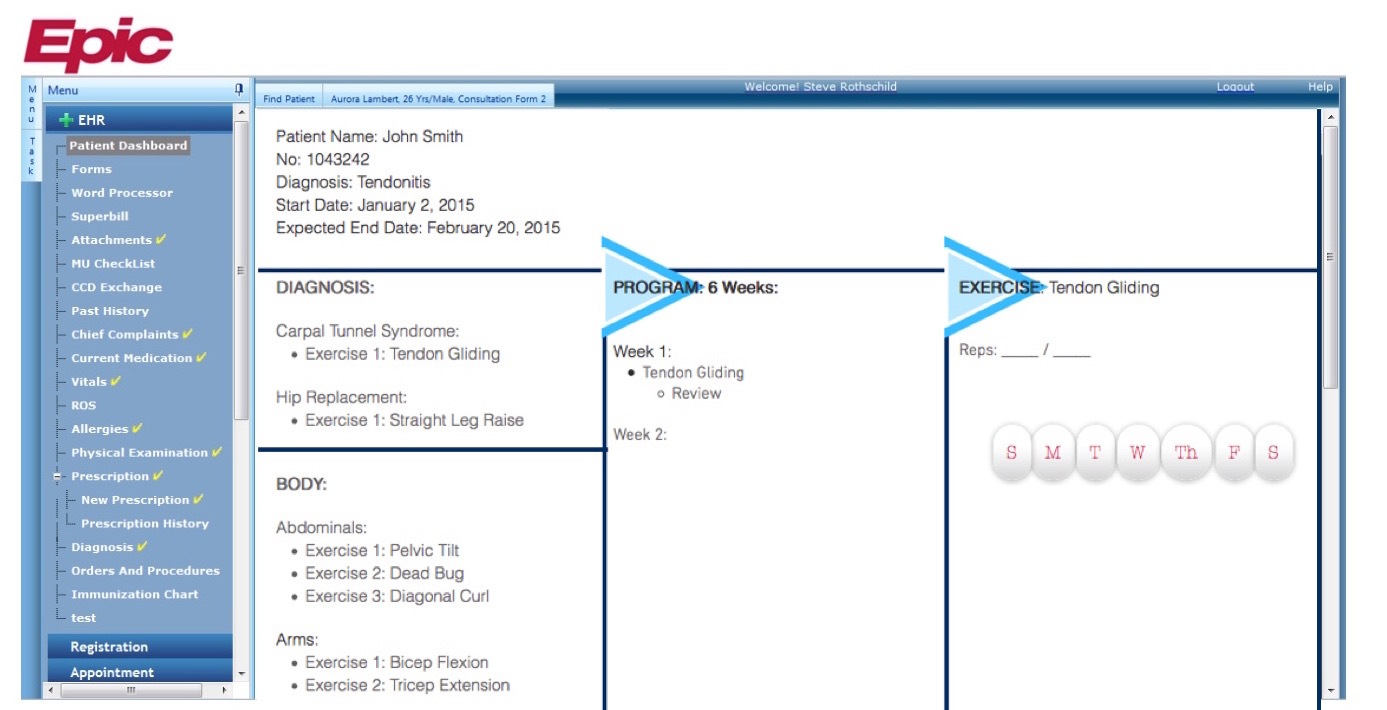 Epic
Menu
Task
Menu
EHR
Patient Dashboard
Forms
Word Processor
Superbill
Attachments
MU CheckList
CCD Exchange
Past History
Chief Complaints
Current Medication
Vitals
ROS
Allergies
Physical Examination
Prescription
New Prescription
Prescription History
Diagnosis
Orders And Procedures
Immunization Chart
test
Registration
Appointment
Welcome! Steve Rothschild
Logout
Help
Find Patient
Aurora Lambert, 26 Yrs/Male, Consultation Form 2
Patient Name: John Smith
No: 1043242
Diagnosis: Tendonitis
Start Date: January 2, 2015
Expected End Date: February 20, 2015
DIAGNOSIS:
Carpal Tunnel Syndrome:
• Exercise 1: Tendon Gliding
Hip Replacement:
• Exercise 1: Straight Leg Raise
BODY:
Abdominals:
• Exercise 1: Pelvic Tilt
• Exercise 2: Dead Bug
• Exercise 3: Diagonal Curl
Arms:
• Exercise 1: Bicep Flexion
• Exercise 2: Tricep Extension
PROGRAM: 6 Weeks:
Week 1:
• Tendon Gliding
○ Review
Week 2:
EXERCISE: Tendon Gliding
Reps: ____ / ____
S M T W Th F S